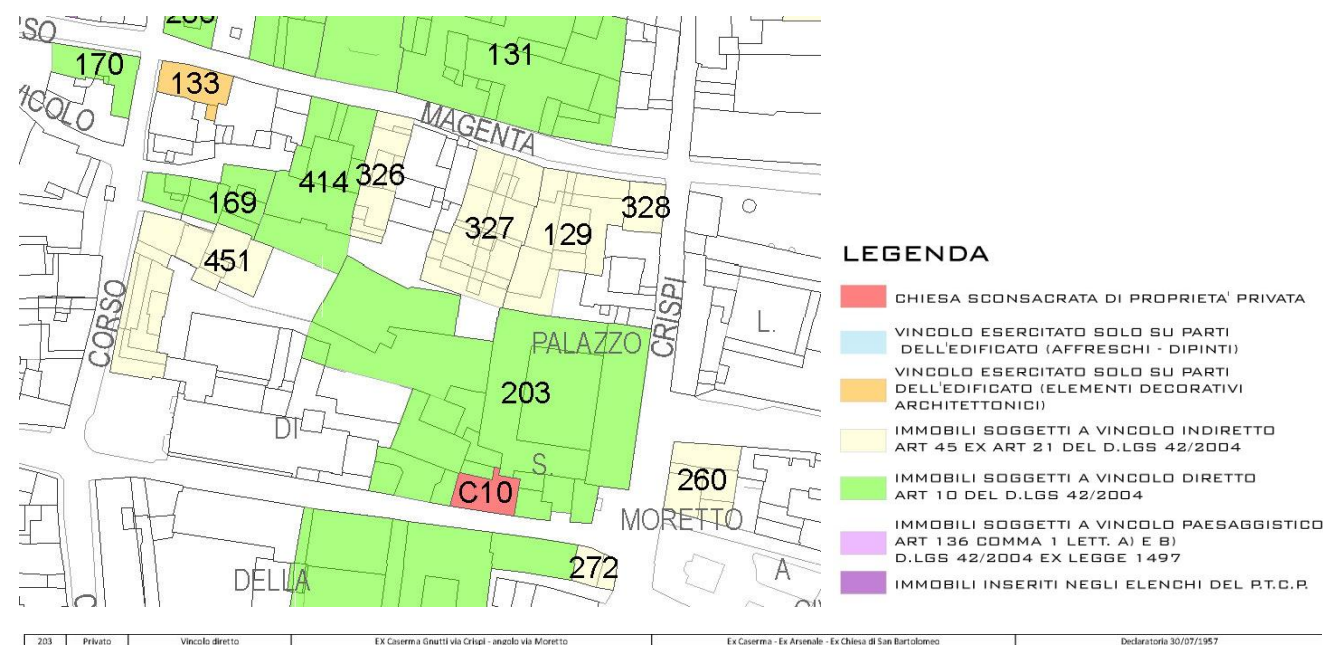 SO
170
133
131
VICOLO
MAGENTA
414
326
169
327
129
328
451
CORSO
CRISPI
L.
PALAZZO
203
DI
S.
C10
260
MORETTO
272
DELLA
A
LEGENDA
CHIESA SCONSACRATA DI PROPRIETA' PRIVATA
VINCOLO ESERCITATO SOLO SU PARTI
DELL'EDIFICATO (AFFRESCHI - DIPINTI)
VINCOLO ESERCITATO SOLO SU PARTI
DELL'EDIFICATO (ELEMENTI DECORATIVI
ARCHITETTONICI)
IMMOBILI SOGGETTI A VINCOLO INDIRETTO
ART 45 EX ART 21 DEL D.LGS 42/2004
IMMOBILI SOGGETTI A VINCOLO DIRETTO
ART 10 DEL D.LGS 42/2004
IMMOBILI SOGGETTI A VINCOLO PAESAGGISTICO
ART 136 COMMA 1 LETT. A) E B)
D.LGS 42/2004 EX LEGGE 1497
IMMOBILI INSERITI NEGLI ELENCHI DEL P.T.C.P.
203 Privato Vincolo diretto EX Caserma Gnutti via Crispi - angolo via Moretto Ex Caserma - Ex Arsenale - Ex Chiesa di San Bartolomeo Declaratoria 30/07/1957